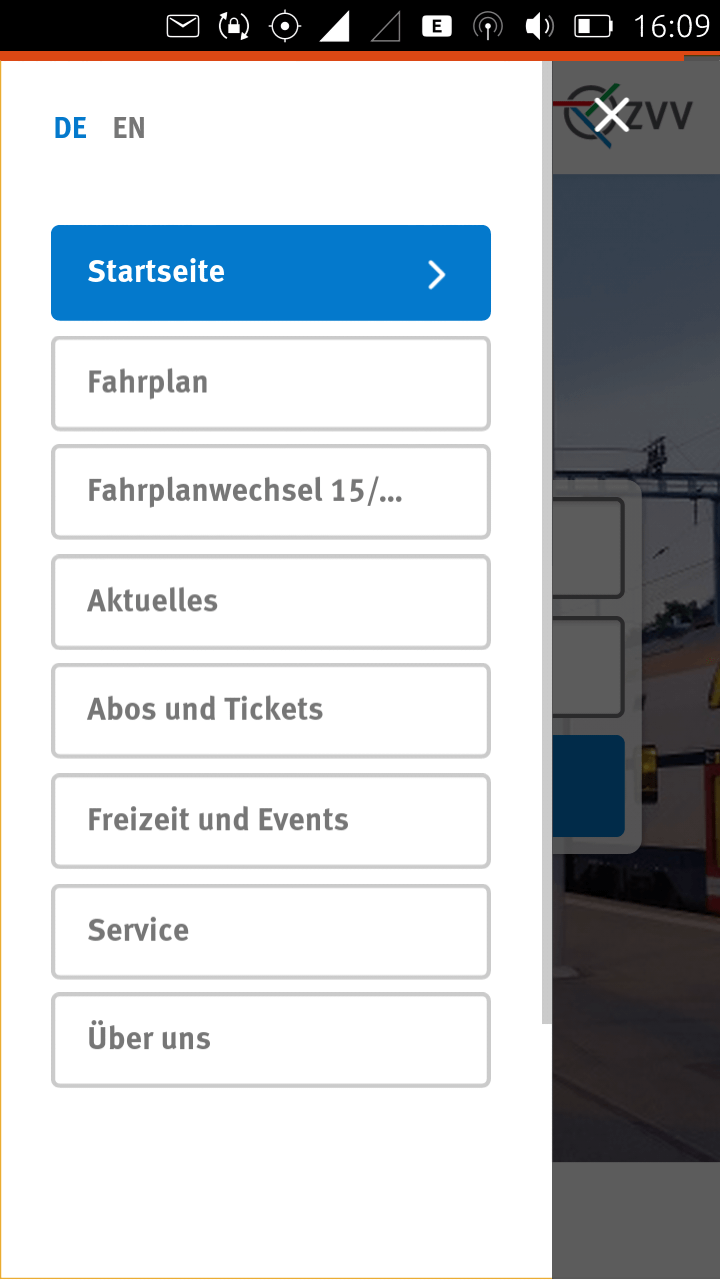 E 16:09
ZVV
DE EN
Startseite
Fahrplan
Fahrplanwechsel 15/...
Aktuelles
Abos und Tickets
Freizeit und Events
Service
Über uns